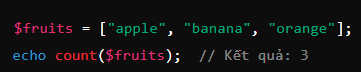 $fruits = ["apple", "banana", "orange"];
echo count($fruits);  // Kết quả: 3